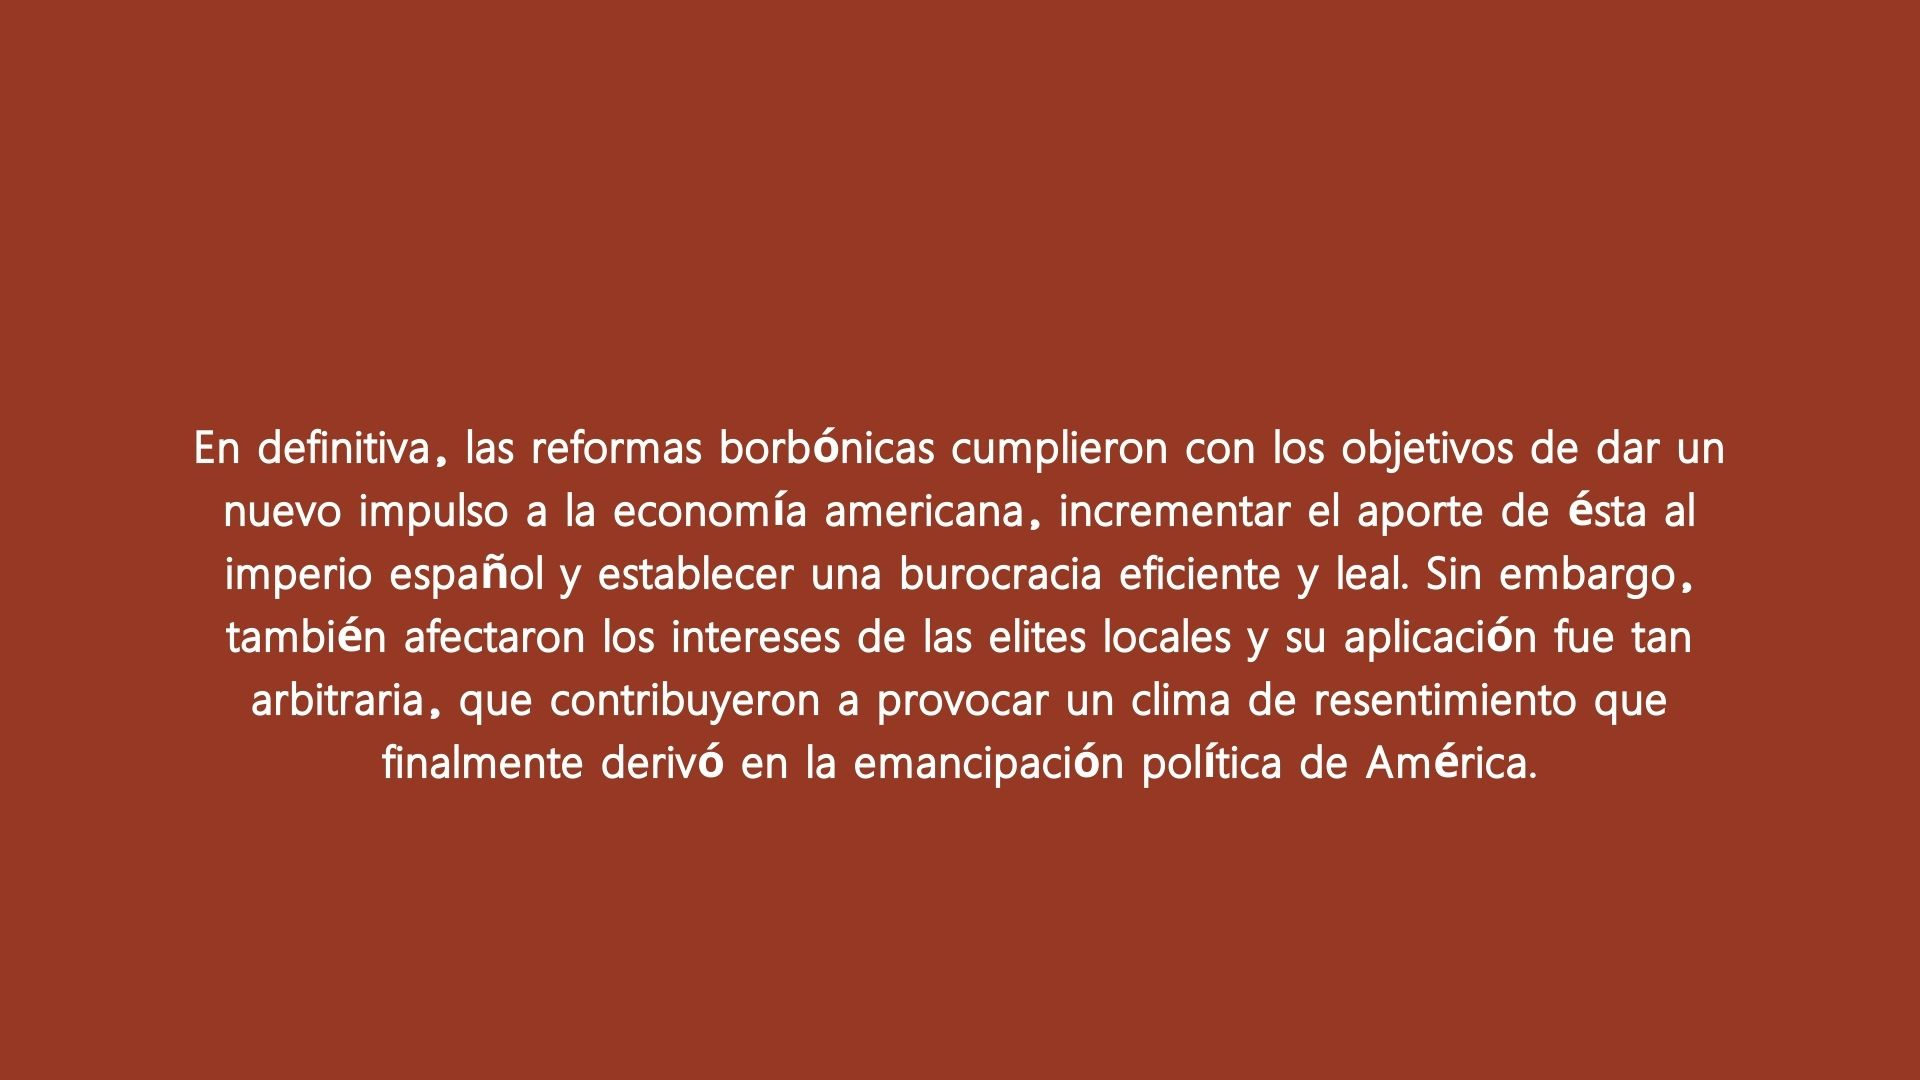 En definitiva, las reformas borbónicas cumplieron con los objetivos de dar un
nuevo impulso a la economía americana, incrementar el aporte de ésta al
imperio español y establecer una burocracia eficiente y leal. Sin embargo,
también afectaron los intereses de las elites locales y su aplicación fue tan
arbitraria, que contribuyeron a provocar un clima de resentimiento que
finalmente derivó en la emancipación política de América.